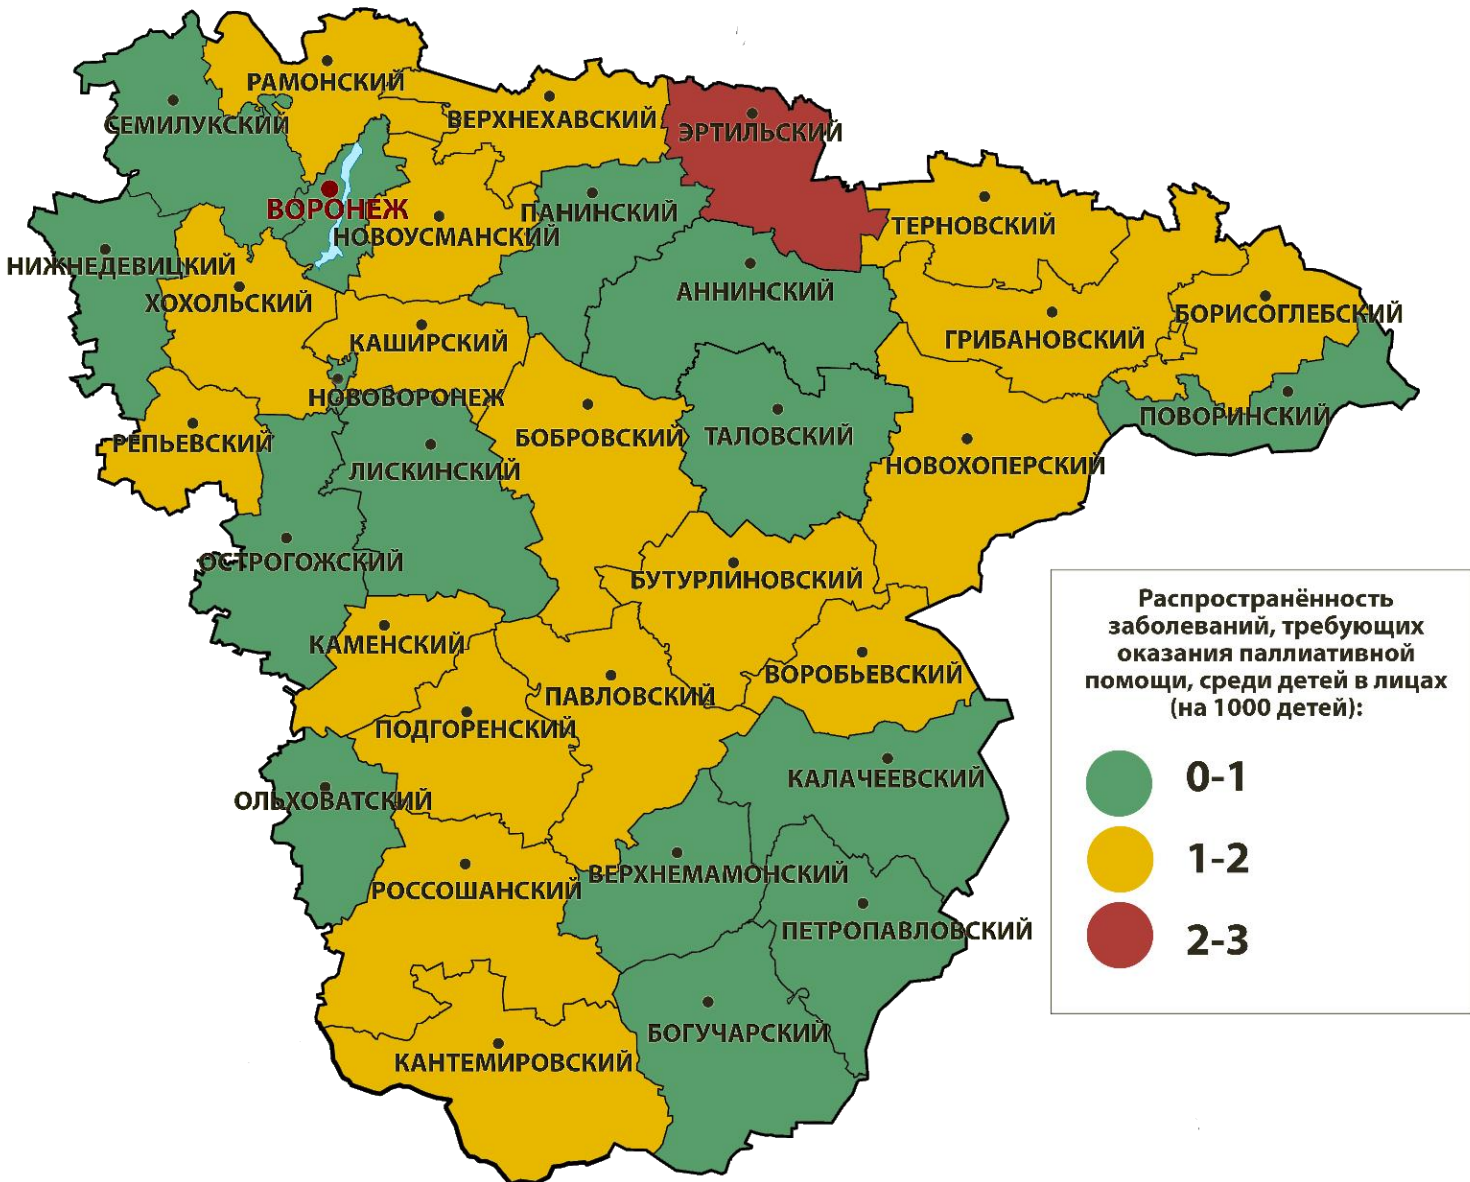 РАМОНСКИЙ
СЕМИЛУКСКИЙ
ВЕРХНЕХАВСКИЙ
ЭРТИЛЬСКИЙ
ВОРОНЕЖ
ПАНИНСКИЙ
ТЕРНОВСКИЙ
НОВОУСМАНСКИЙ
НИЖНЕДЕВИЦКИЙ
ХОХОЛЬСКИЙ
АННИНСКИЙ
БОРИСОГЛЕБСКИЙ
КАШИРСКИЙ
ГРИБАНОВСКИЙ
НОВОВОРОНЕЖ
ПОВОРИНСКИЙ
РЕПЬЕВСКИЙ
БОБРОВСКИЙ
ТАЛОВСКИЙ
ЛИСКИНСКИЙ
НОВОХОПЕРСКИЙ
ОСТРОГОЖСКИЙ
БУТУРЛИНОВСКИЙ
КАМЕНСКИЙ
ВОРОБЬЕВСКИЙ
ПАВЛОВСКИЙ
ПОДГОРЕНСКИЙ
КАЛАЧЕЕВСКИЙ
ОЛЬХОВАТСКИЙ
ВЕРХНЕМАМОНСКИЙ
РОССОШАНСКИЙ
ПЕТРОПАВЛОВСКИЙ
БОГУЧАРСКИЙ
КАНТЕМИРОВСКИЙ
Распространённость
заболеваний, требующих
оказания паллиативной
помощи, среди детей в лицах
(на 1000 детей):
0-1
1-2
2-3